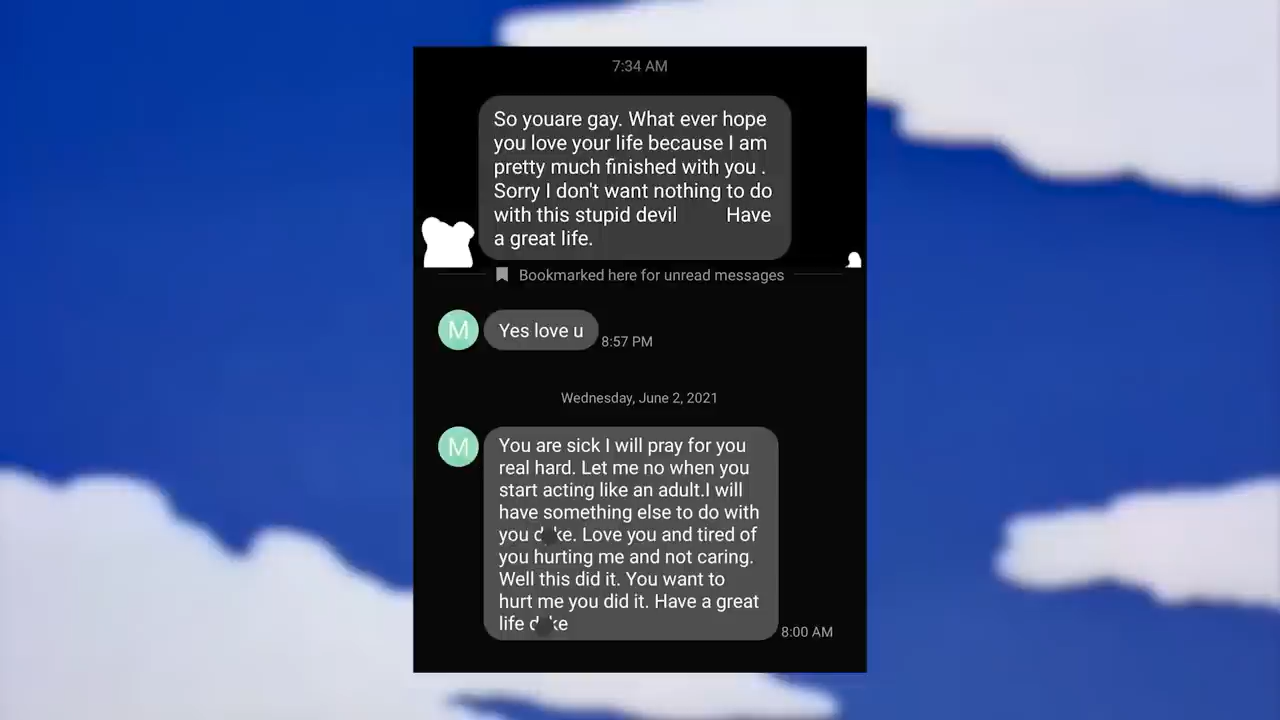 7:34 AM
So youare gay. What ever hope
you love your life because I am
pretty much finished with you .
Sorry I don't want nothing to do
with this stupid devil Have
a great life.
Bookmarked here for unread messages
M
Yes love u
8:57 PM
Wednesday, June 2, 2021
M
You are sick I will pray for you
real hard. Let me no when you
start acting like an adult.I will
have something else to do with
you. Love you and tired of
you hurting me and not caring.
Well this did it. You want to
hurt me you did it. Have a great
life
8:00 AM